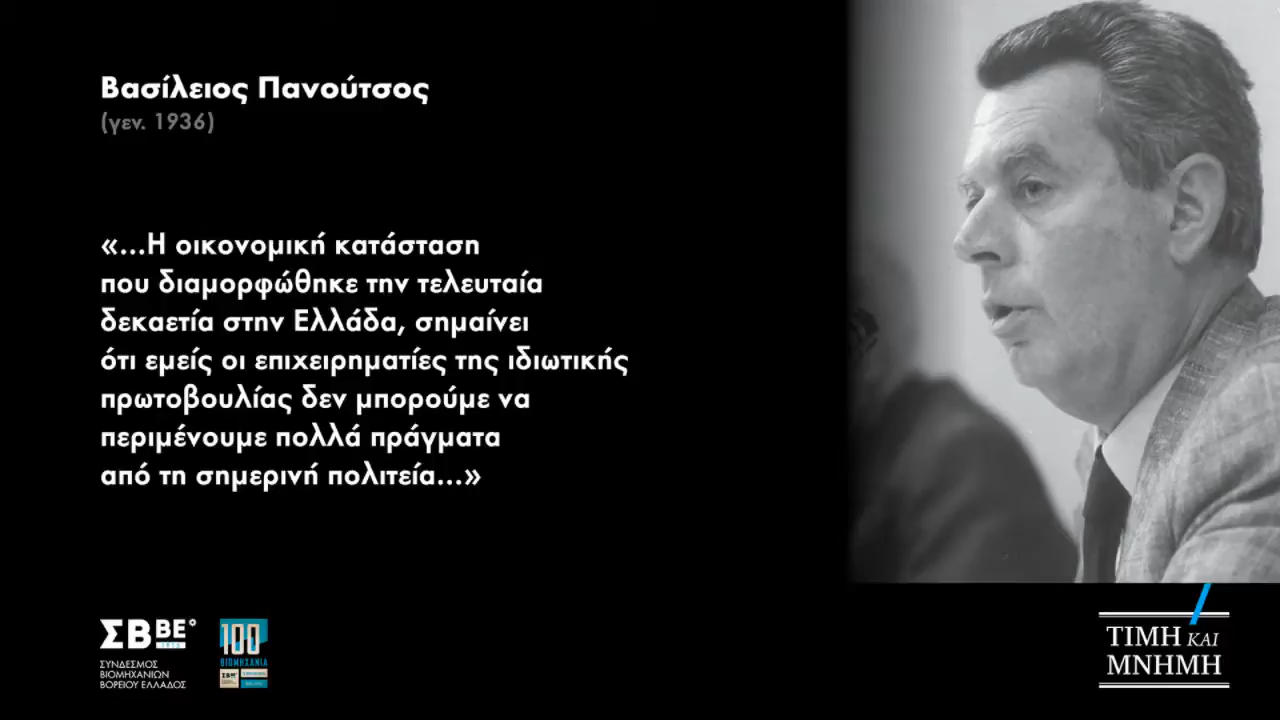 Βασίλειος Πανούτσος
(γεν. 1936)
«...Η οικονομική κατάσταση
που διαμορφώθηκε την τελευταία
δεκαετία στην Ελλάδα, σημαίνει
ότι εμείς οι επιχειρηματίες της ιδιωτικής
πρωτοβουλίας δεν μπορούμε να
περιμένουμε πολλά πράγματα
από τη σημερινή πολιτεία...»
ΣΒΒΕ
ΣΥΝΔΕΣΜΟΣ
ΒΙΟΜΗΧΑΝΙΩΝ
ΒΟΡΕΙΟΥ ΕΛΛΑΔΟΣ
100
ΒΙΟΜΗΧΑΝΙΑ
ΤΙΜΗ ΚΑΙ
ΜΝΗΜΗ